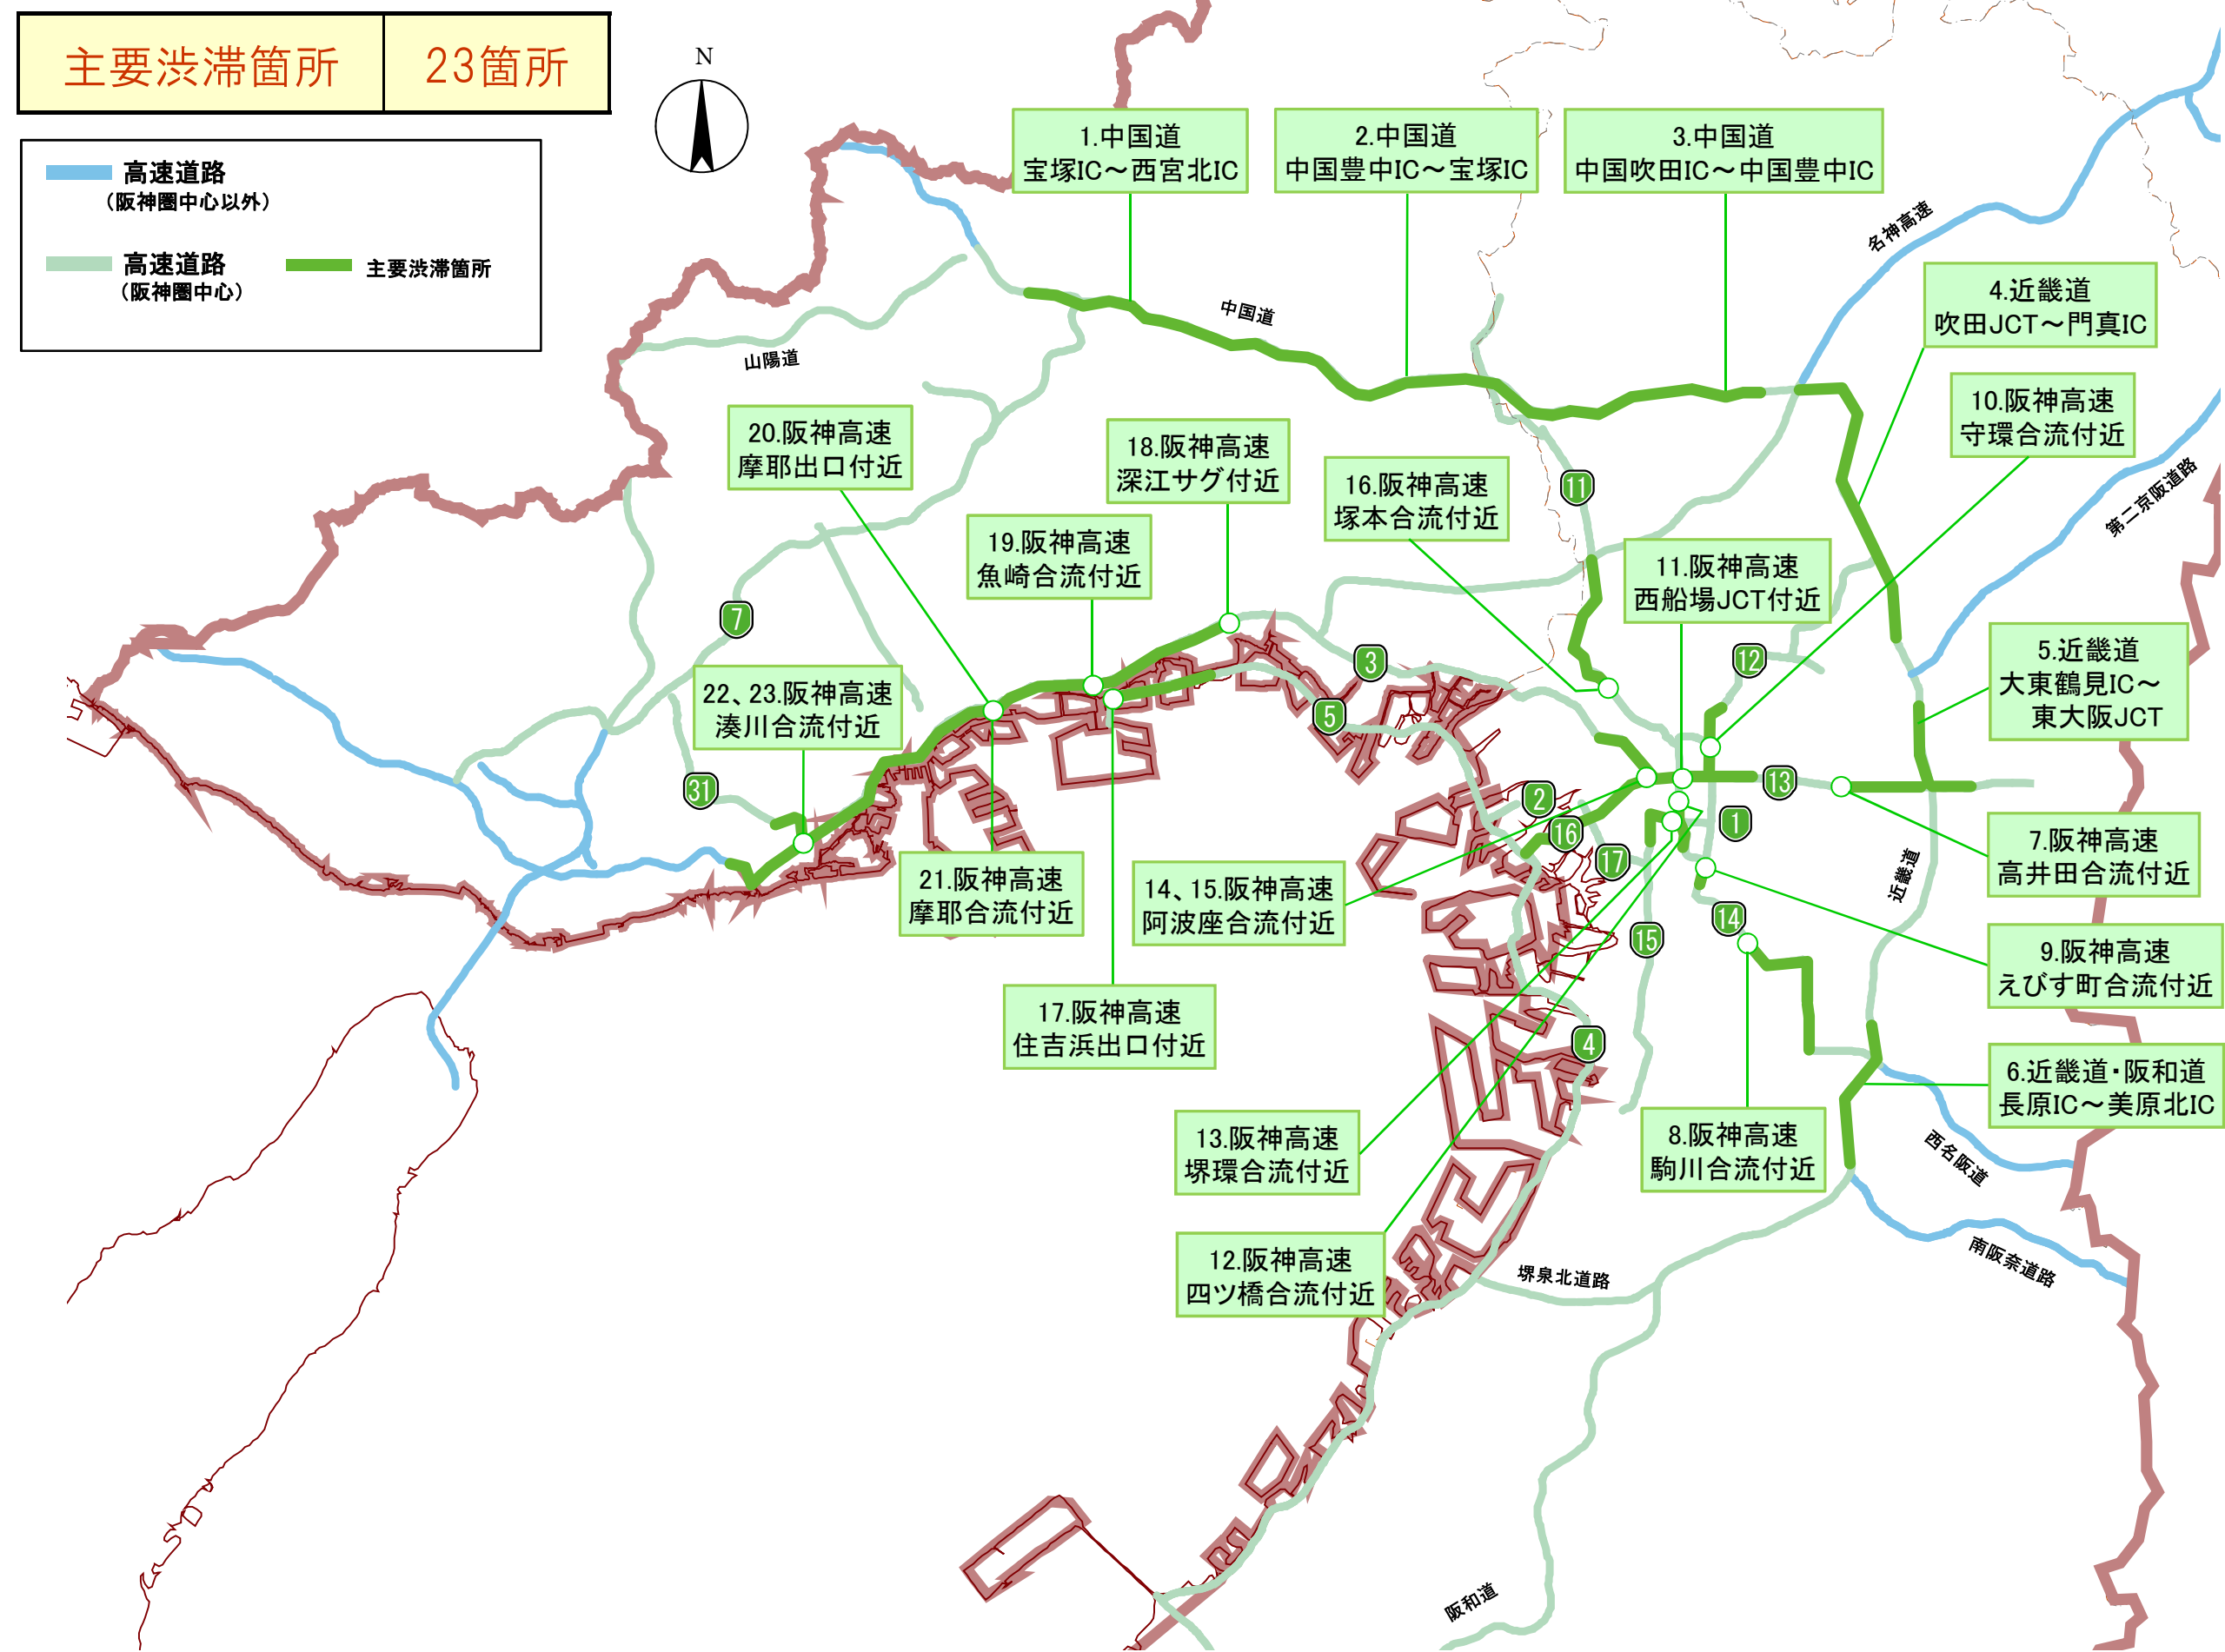 主要渋滞箇所
23箇所
N
高速道路
(阪神圏中心以外)
高速道路
(阪神圏中心)
主要渋滞箇所
1.中国道
宝塚IC~西宮北IC
2.中国道
中国豊中IC~宝塚IC
3.中国道
中国吹田IC~中国豊中IC
名神高速
4.近畿道
吹田JCT~門真IC
中国道
山陽道
10.阪神高速
守環合流付近
20.阪神高速
摩耶出口付近
18.阪神高速
深江サグ付近
16.阪神高速
塚本合流付近
11
第二京阪道路
19.阪神高速
魚崎合流付近
11.阪神高速
西船場JCT付近
7
3
12
5.近畿道
大東鶴見IC~
東大阪JCT
22、23.阪神高速
湊川合流付近
5
31
2
13
16
1
17
7.阪神高速
高井田合流付近
21.阪神高速
摩耶合流付近
14、15.阪神高速
阿波座合流付近
近畿道
15
14
9.阪神高速
えびす町合流付近
17.阪神高速
住吉浜出口付近
4
6.近畿道・阪和道
長原IC~美原北IC
13.阪神高速
堺環合流付近
8.阪神高速
駒川合流付近
西名阪道
12.阪神高速
四ツ橋合流付近
堺泉北道路
南阪奈道路
阪和道